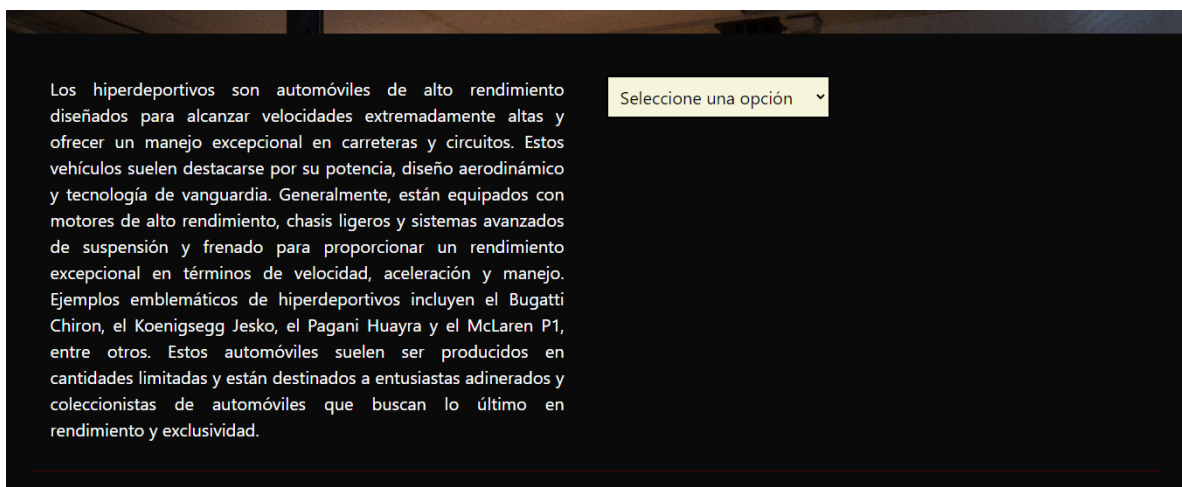 Los hiperdeportivos son automóviles de alto rendimiento
diseñados para alcanzar velocidades extremadamente altas y
ofrecer un manejo excepcional en carreteras y circuitos. Estos
vehículos suelen destacarse por su potencia, diseño aerodinámico
y tecnología de vanguardia. Generalmente, están equipados con
motores de alto rendimiento, chasis ligeros y sistemas avanzados
de suspensión y frenado para proporcionar un rendimiento
excepcional en términos de velocidad, aceleración y manejo.
Ejemplos emblemáticos de hiperdeportivos incluyen el Bugatti
Chiron, el Koenigsegg Jesko, el Pagani Huayra y el McLaren P1,
entre otros. Estos automóviles suelen ser producidos en
cantidades limitadas y están destinados a entusiastas adinerados y
coleccionistas de automóviles que buscan lo último en
rendimiento y exclusividad.
Seleccione una opción